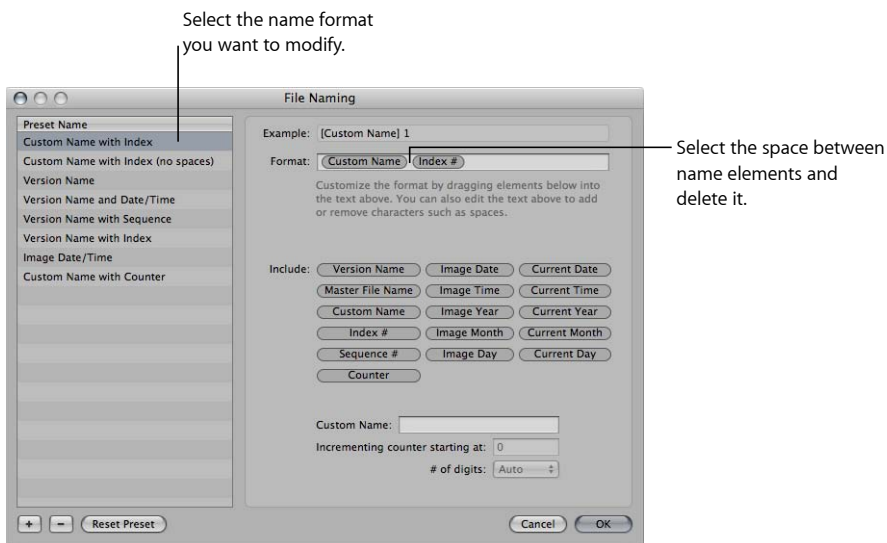 Select the name format
you want to modify.
File Naming
Preset Name
Custom Name with Index
Custom Name with Index (no spaces)
Version Name
Version Name and Date/Time
Version Name with Sequence
Version Name with Index
Image Date/Time
Custom Name with Counter
Example: [Custom Name] 1
Format: Custom Name Index #
Customize the format by dragging elements below into
the text above. You can also edit the text above to add
or remove characters such as spaces.
Select the space between
name elements and
delete it.
Include: Version Name Image Date Current Date
Master File Name Image Time Current Time
Custom Name Image Year Current Year
Index # Image Month Current Month
Sequence # Image Day Current Day
Counter
Custom Name:
Incrementing counter starting at: 0
# of digits: Auto
+ − Reset Preset Cancel OK